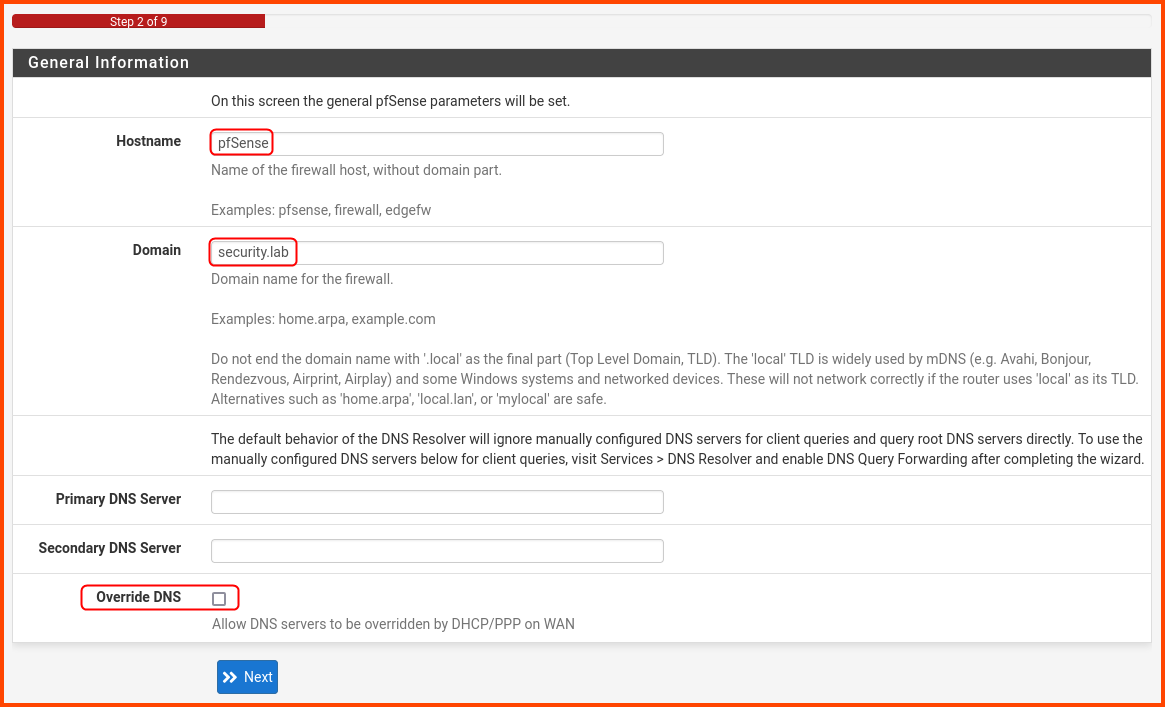 Step 2 of 9
General Information
On this screen the general pfSense parameters will be set.
Hostname
pfSense
Name of the firewall host, without domain part.
Examples: pfsense, firewall, edgefw
Domain
security.lab
Domain name for the firewall.
Examples: home.arpa, example.com
Do not end the domain name with '.local' as the final part (Top Level Domain, TLD). The 'local' TLD is widely used by mDNS (e.g. Avahi, Bonjour,
Rendezvous, Airprint, Airplay) and some Windows systems and networked devices. These will not network correctly if the router uses 'local' as its TLD.
Alternatives such as 'home.arpa', 'local.lan', or 'mylocal' are safe.
The default behavior of the DNS Resolver will ignore manually configured DNS servers for client queries and query root DNS servers directly. To use the
manually configured DNS servers below for client queries, visit Services > DNS Resolver and enable DNS Query Forwarding after completing the wizard.
Primary DNS Server
Secondary DNS Server
Override DNS
Allow DNS servers to be overridden by DHCP/PPP on WAN
Next